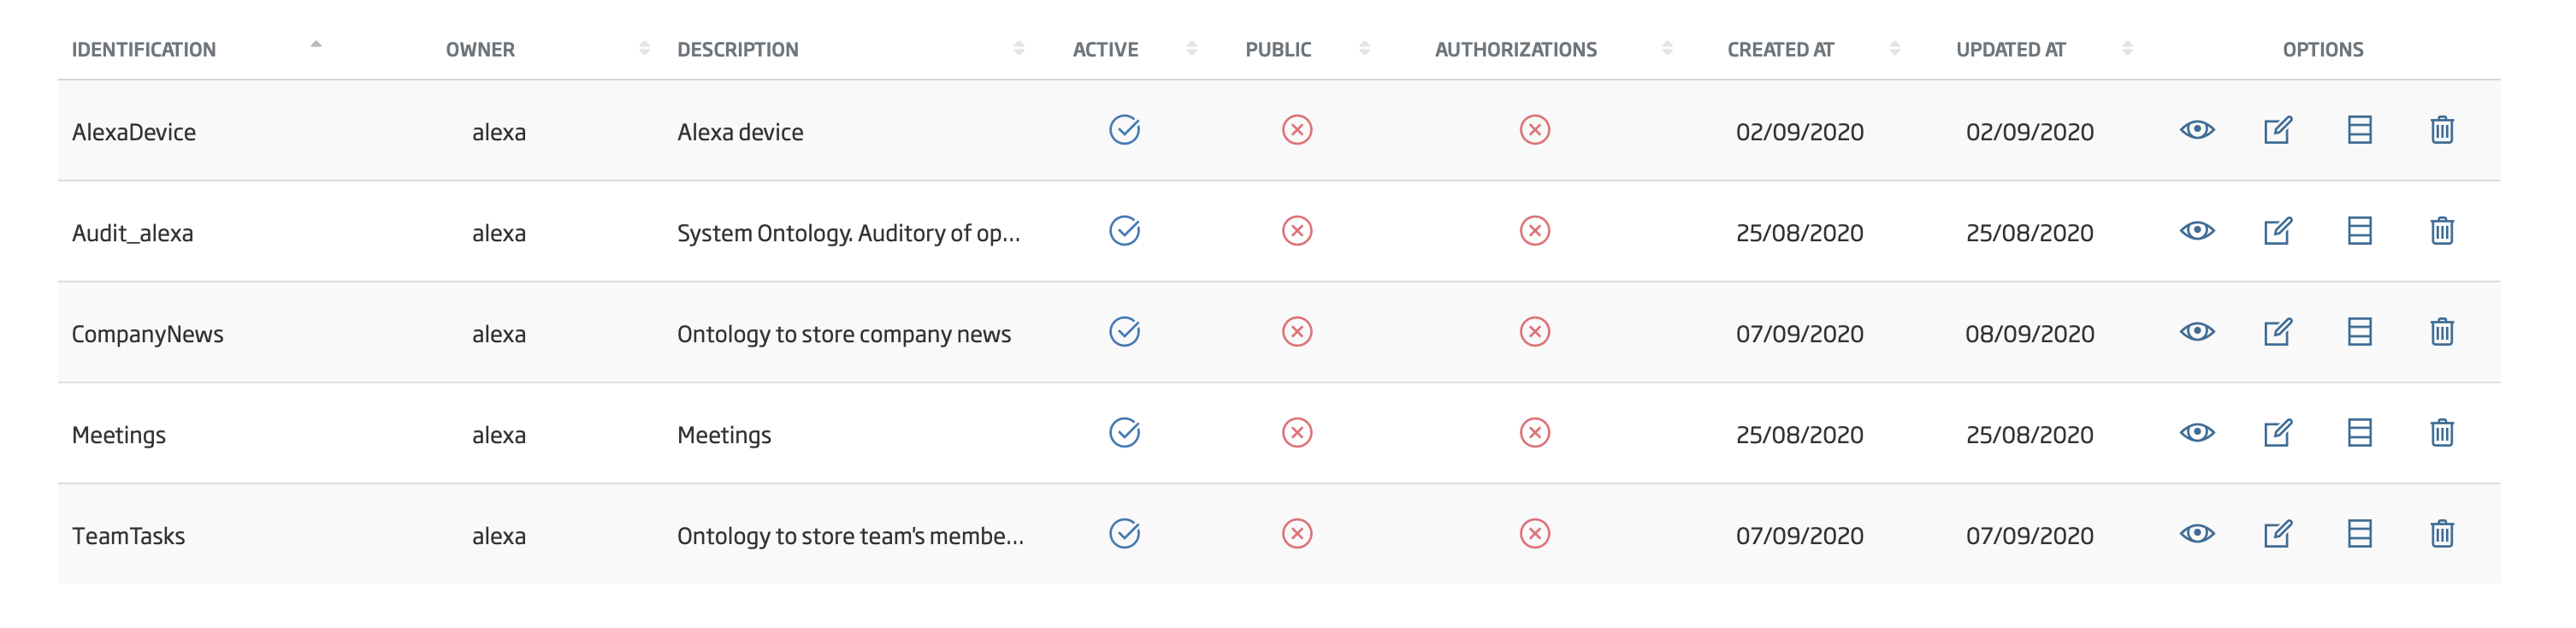 IDENTIFICATION OWNER DESCRIPTION ACTIVE PUBLIC AUTHORIZATIONS CREATED AT UPDATED AT OPTIONS
AlexaDevice alexa Alexa device 02/09/2020 02/09/2020
Audit_alexa alexa System Ontology. Auditory of op... 25/08/2020 25/08/2020
CompanyNews alexa Ontology to store company news 07/09/2020 08/09/2020
Meetings alexa Meetings 25/08/2020 25/08/2020
TeamTasks alexa Ontology to store team's membe... 07/09/2020 07/09/2020